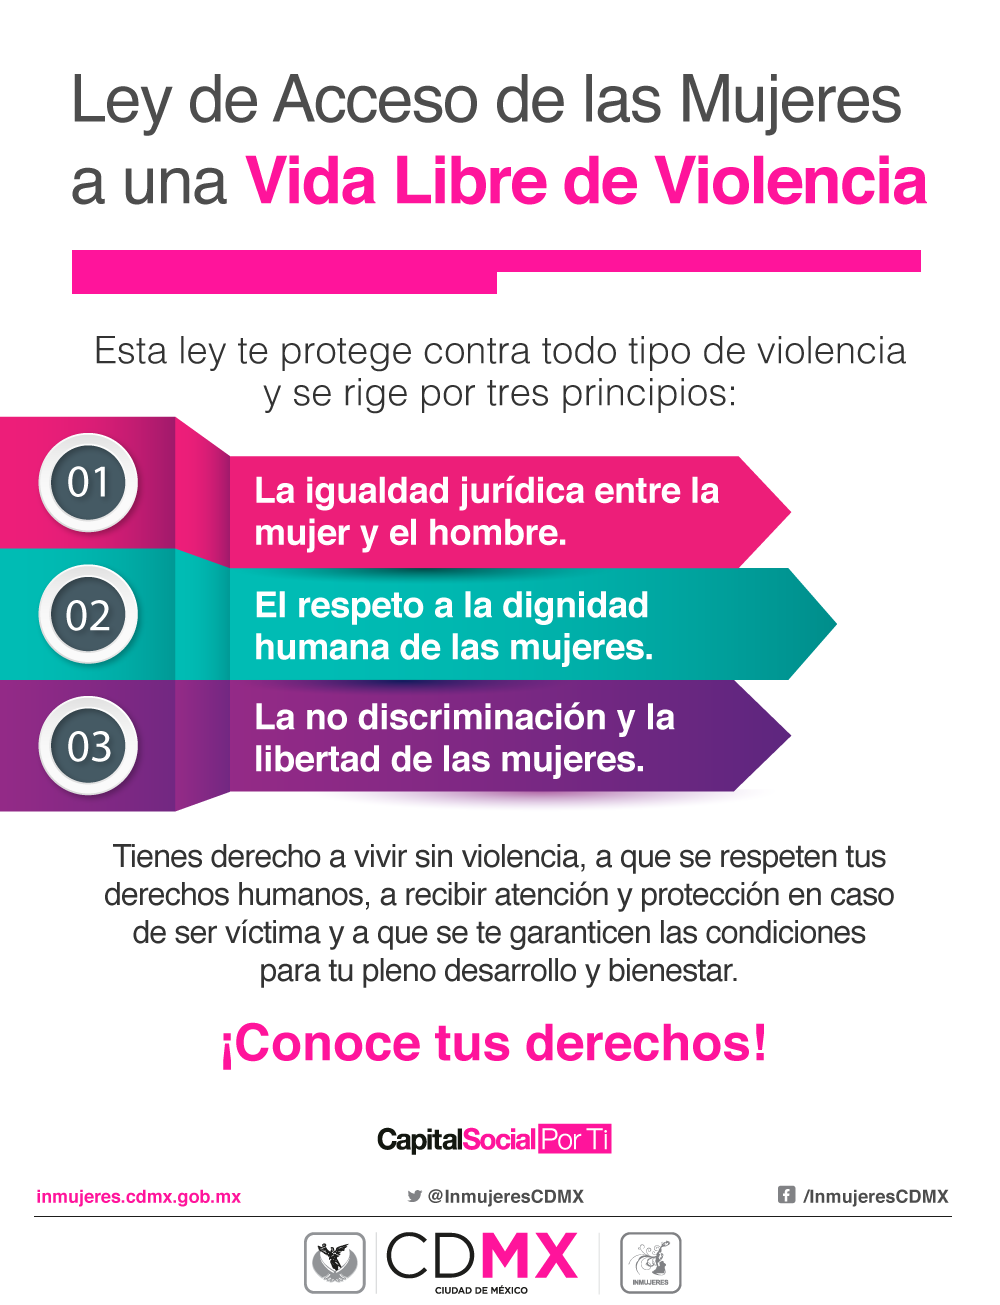 Ley de Acceso de las Mujeres
a una Vida Libre de Violencia
Esta ley te protege contra todo tipo de violencia
y se rige por tres principios:
01
La igualdad jurídica entre la
mujer y el hombre.
02
El respeto a la dignidad
humana de las mujeres.
03
La no discriminación y la
libertad de las mujeres.
Tienes derecho a vivir sin violencia, a que se respeten tus
derechos humanos, a recibir atención y protección en caso
de ser víctima y a que se te garanticen las condiciones
para tu pleno desarrollo y bienestar.
¡Conoce tus derechos!
CapitalSocial Por Ti
inmujeres.cdmx.gob.mx
@InmujeresCDMX
/InmujeresCDMX
CDMX
CIUDAD DE MÉXICO
INMUJERES